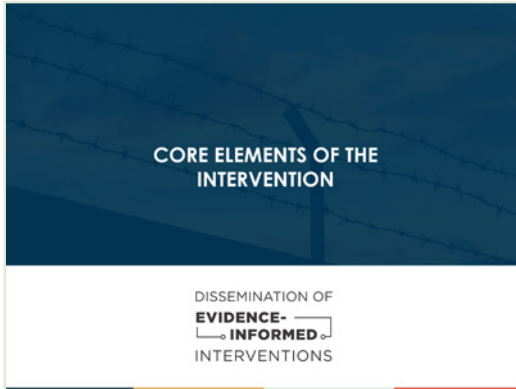 CORE ELEMENTS OF THE
INTERVENTION
DISSEMINATION OF
EVIDENCE-
INFORMED
INTERVENTIONS